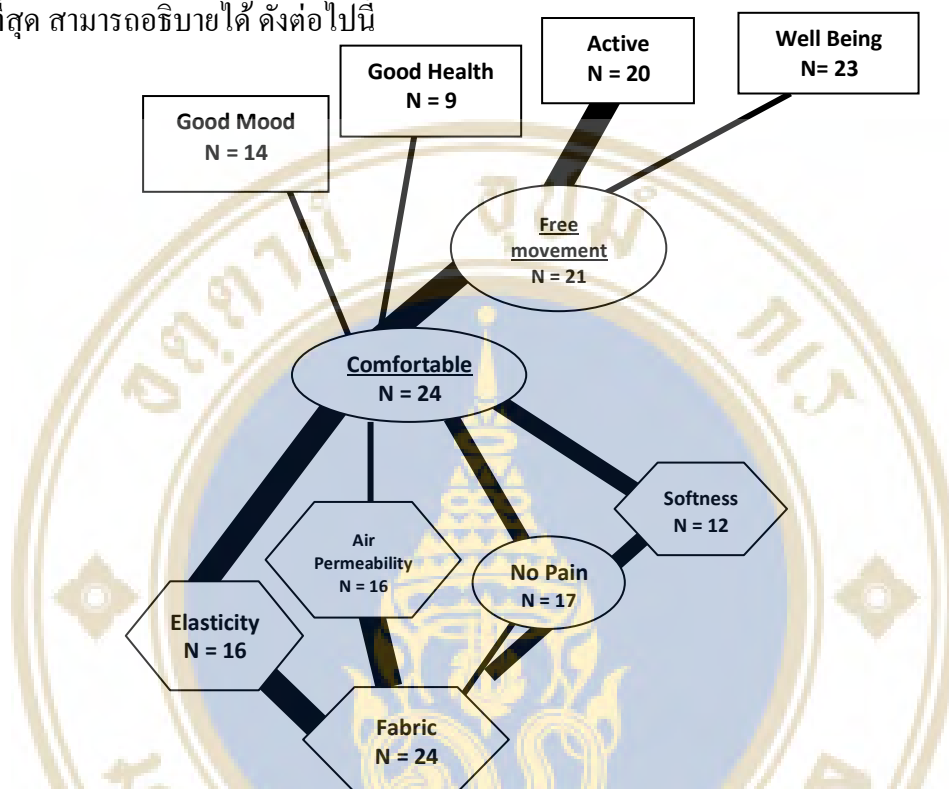 ที่สุด สามารถอธิบายได้ ดังต่อไปนี้
Active
N = 20
Well Being
N= 23
Good Health
N = 9
Good Mood
N = 14
Free
movement
N = 21
Comfortable
N = 24
Softness
N = 12
Air
Permeability
N = 16
No Pain
N = 17
Elasticity
N = 16
Fabric
N = 24